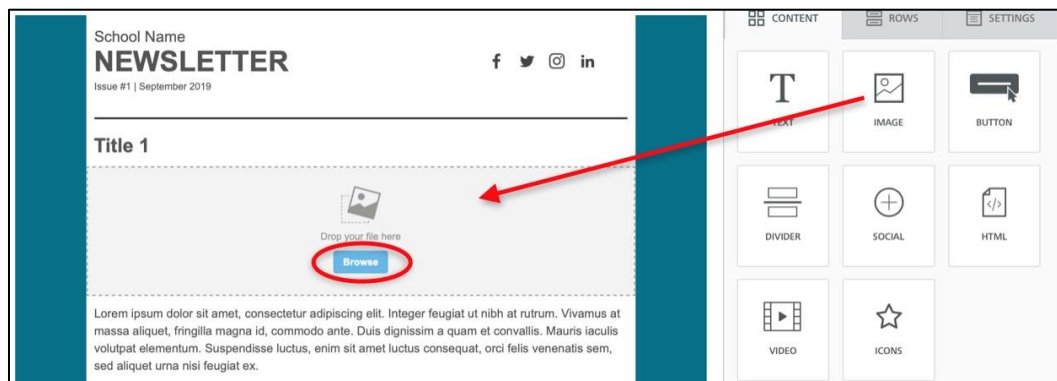 School Name
NEWSLETTER
Issue #1 | September 2019
Title 1
Drop your file here
Browse
Lorem ipsum dolor sit amet, consectetur adipiscing elit. Integer feugiat ut nibh at rutrum. Vivamus at
massa aliquet, fringilla magna id, commodo ante. Duis dignissim a quam et convallis. Mauris iaculis
volutpat elementum. Suspendisse luctus, enim sit amet luctus consequat, orci felis venenatis sem,
sed aliquet urna nisi feugiat ex.
CONTENT
ROWS
SETTINGS
TEXT
IMAGE
BUTTON
DIVIDER
SOCIAL
HTML
VIDEO
ICONS